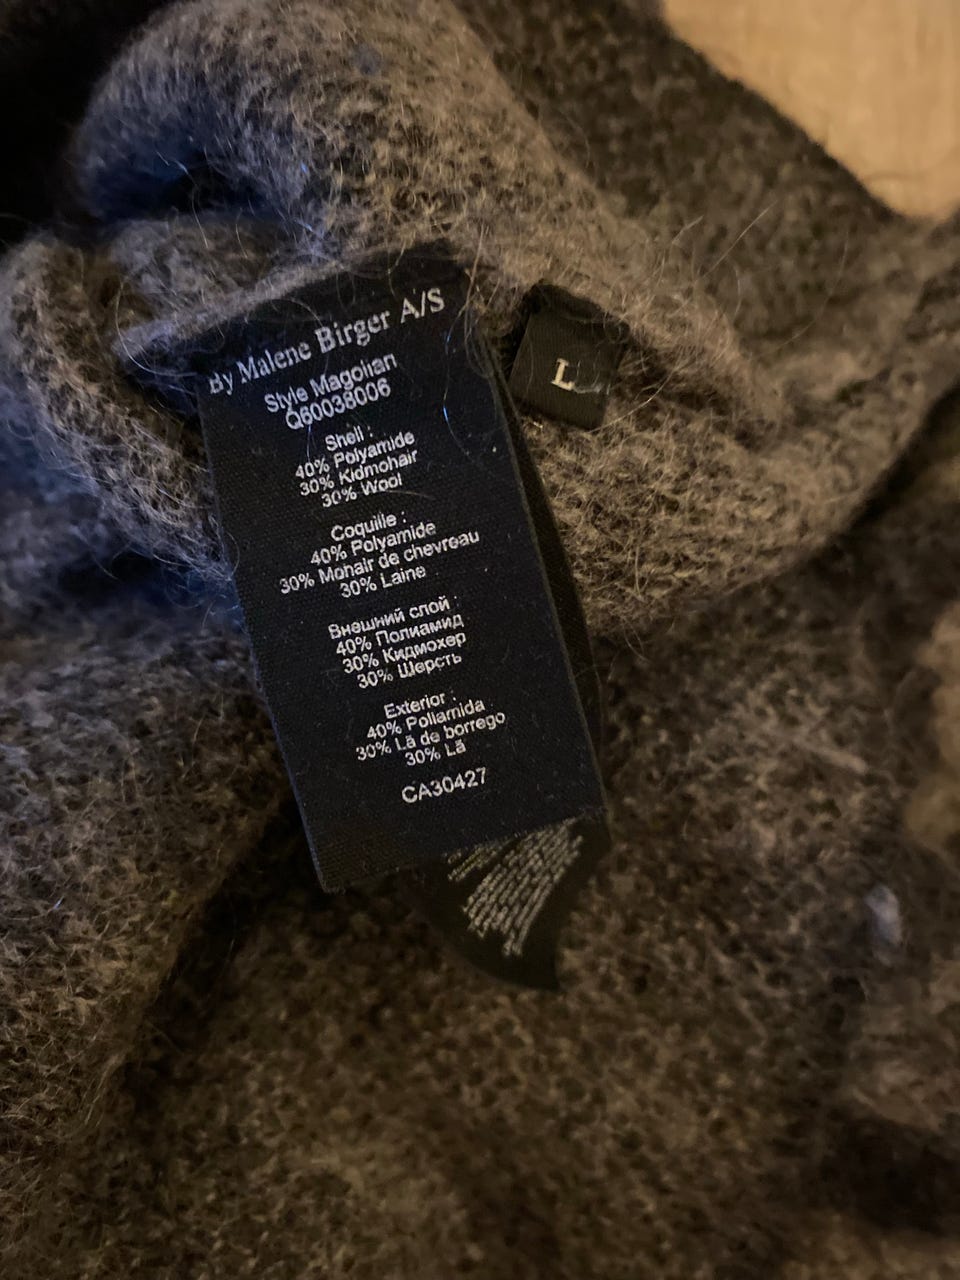 By Malene Birger A/S
Style Magolian
Q60038006
Shell :
40% Polyamide
30% Kidmohair
30% Wool
Coquille :
40% Polyamide
30% Mohair de chevreau
30% Laine
Внешний слой :
40% Полиамид
30% Кидмохер
30% Шерсть
Exterior :
40% Poliamida
30% Lã de borrego
30% Lã
CA30427
L